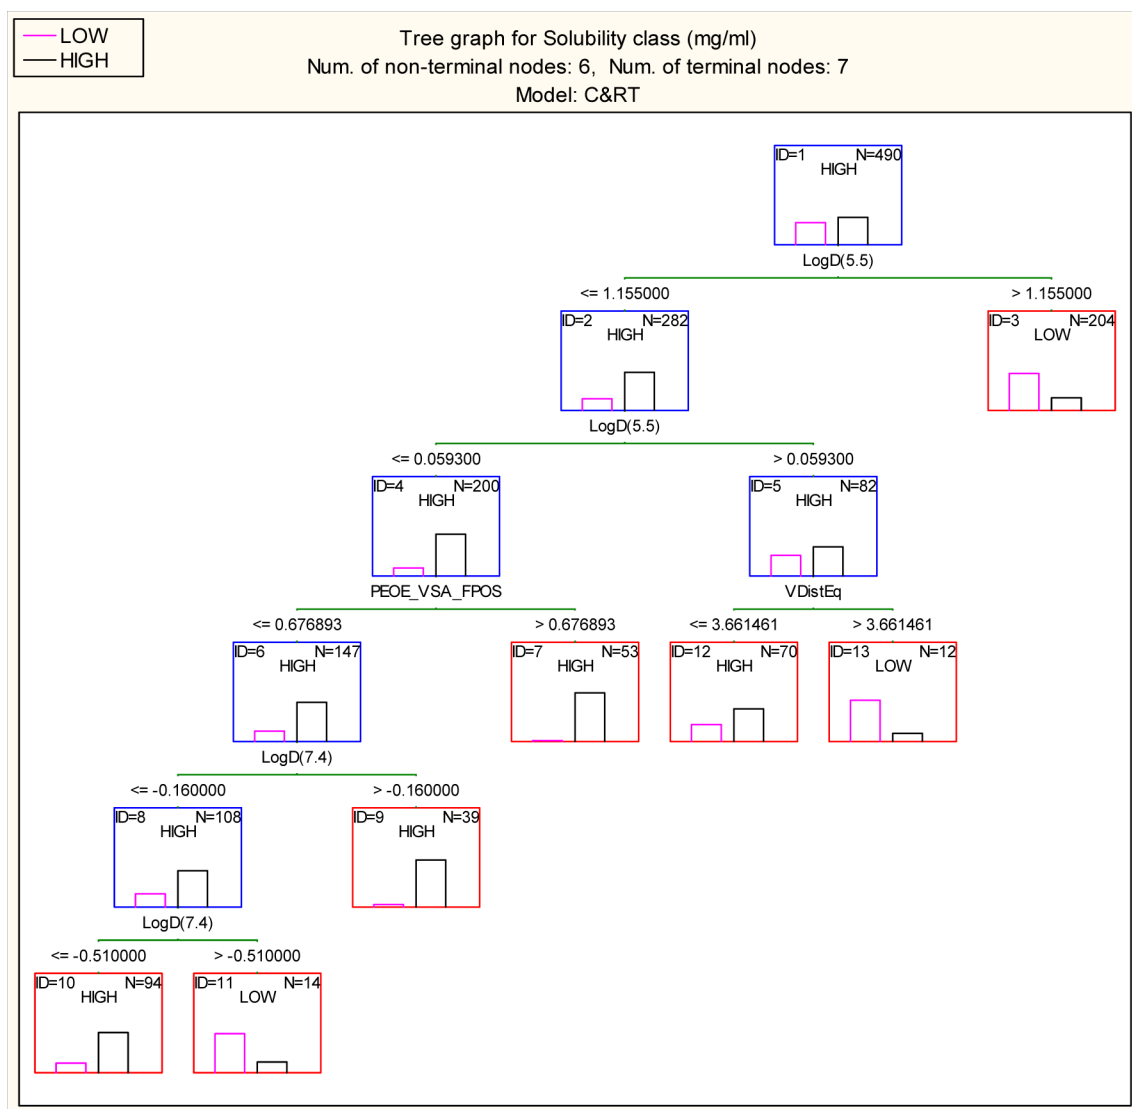 LOW
HIGH
Tree graph for Solubility class (mg/ml)
Num. of non-terminal nodes: 6, Num. of terminal nodes: 7
Model: C&RT
ID=1 N=490
HIGH
LogD(5.5)
<= 1.155000 > 1.155000
ID=2 N=282 ID=3 N=204
HIGH LOW
LogD(5.5)
<= 0.059300 > 0.059300
ID=4 N=200 ID=5 N=82
HIGH HIGH
PEOE_VSA_FPOS VDistEq
<= 0.676893 > 0.676893 <= 3.661461 > 3.661461
ID=6 N=147 ID=7 N=53 ID=12 N=70 ID=13 N=12
HIGH HIGH HIGH LOW
LogD(7.4)
<= -0.160000 > -0.160000
ID=8 N=108 ID=9 N=39
HIGH HIGH
LogD(7.4)
<= -0.510000 > -0.510000
ID=10 N=94 ID=11 N=14
HIGH LOW